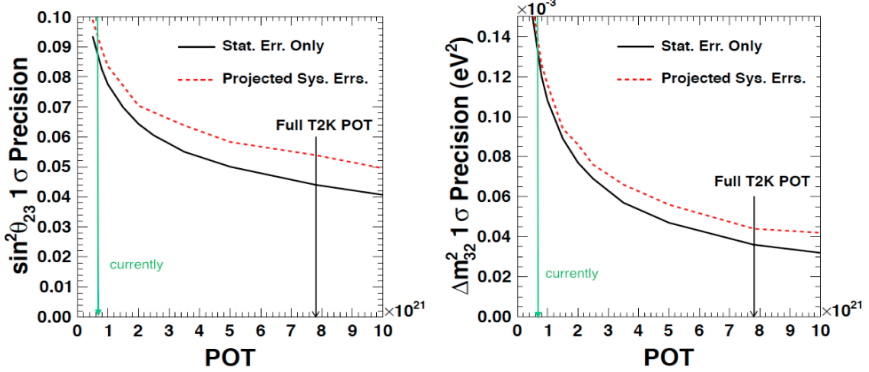 0.10
0.09
0.08
0.07
0.06
0.05
0.04
0.03
0.02
0.01
0.00
sin²θ₂₃ 1 σ Precision
Stat. Err. Only
Projected Sys. Errs.
Full T2K POT
currently
0 1 2 3 4 5 6 7 8 9 10
×10²¹
POT
×10⁻³
0.14
0.12
0.10
0.08
0.06
0.04
0.02
0.00
Δm²₃₂ 1 σ Precision (eV²)
Stat. Err. Only
Projected Sys. Errs.
Full T2K POT
currently
0 1 2 3 4 5 6 7 8 9 10
×10²¹
POT